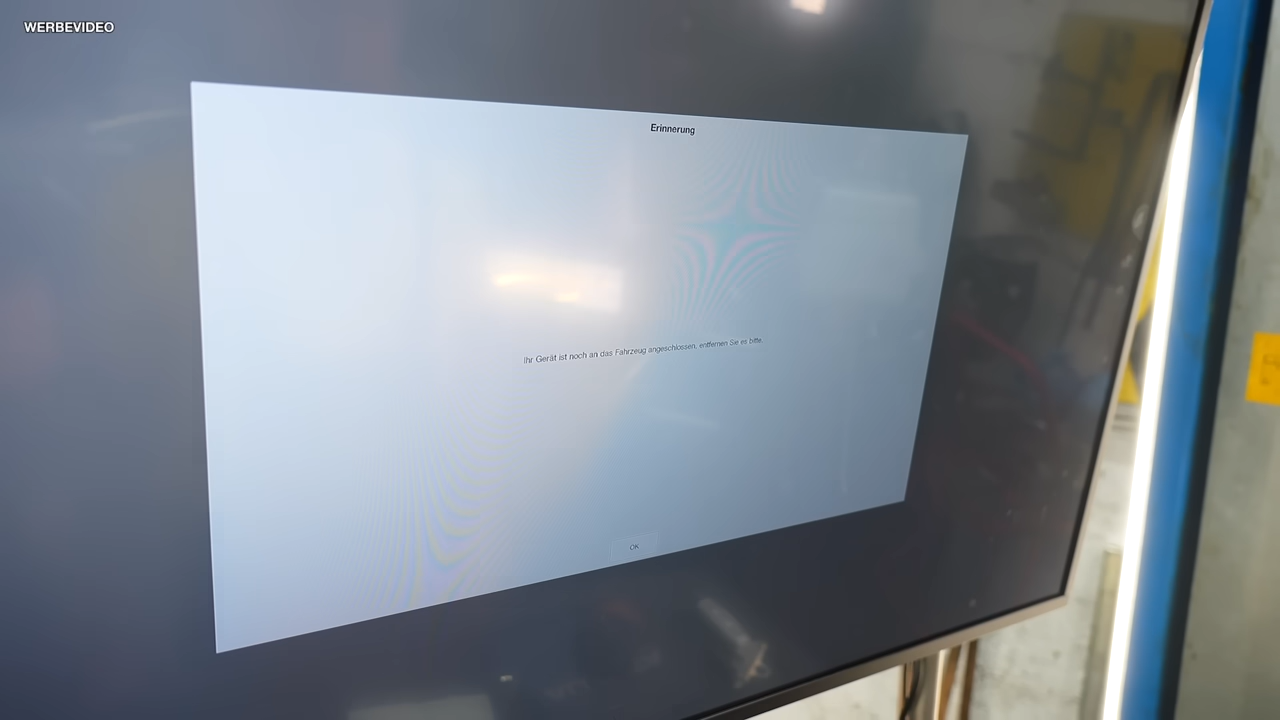 WERBEVIDEO
Erinnerung
Ihr Gerät ist noch an das Fahrzeug angeschlossen, entfernen Sie es bitte.
OK